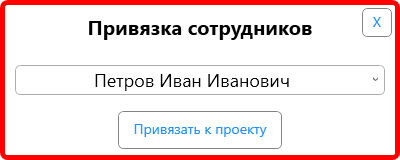 Привязка сотрудников
X
Петров Иван Иванович
Привязать к проекту